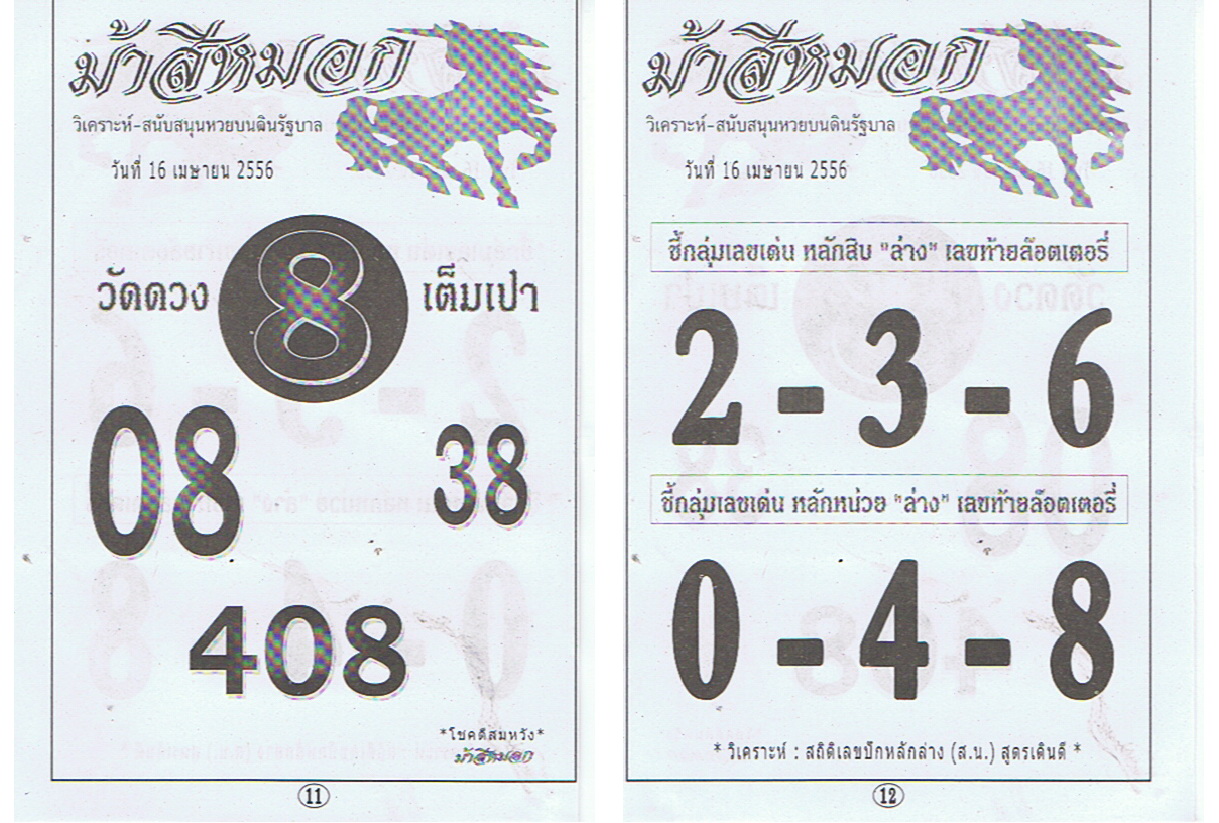 ม้าสีหมอก
วิเคราะห์-สนับสนุนหวยบนดินรัฐบาล
วันที่ 16 เมษายน 2556
วัดดวง 8 เต็มเปา
08 38
408
*โชคดีสมหวัง*
ม้าสีหมอก
11
ม้าสีหมอก
วิเคราะห์-สนับสนุนหวยบนดินรัฐบาล
วันที่ 16 เมษายน 2556
ชี้กลุ่มเลขเด่น หลักสิบ "ล่าง" เลขท้ายล๊อตเตอรี่
2 - 3 - 6
ชี้กลุ่มเลขเด่น หลักหน่วย "ล่าง" เลขท้ายล๊อตเตอรี่
0 - 4 - 8
* วิเคราะห์ : สถิติเลขปักหลักล่าง (ส.น.) สูตรเดินดี *
12